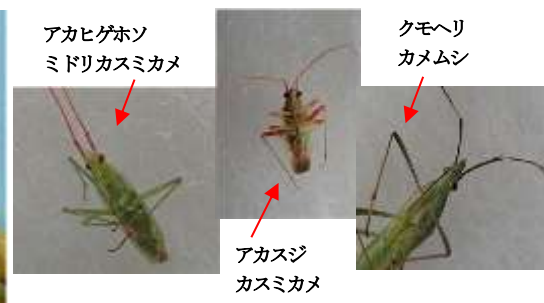 アカヒゲホソ
ミドリカスミカメ
クモヘリ
カメムシ
アカスジ
カスミカメ